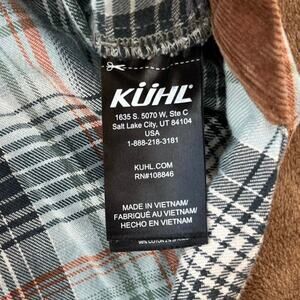 KÜHL
1635 S. 5070 W, Ste C
Salt Lake City, UT 84104
USA
1-888-218-3181
KUHL.COM
RN#108846
MADE IN VIETNAM/
FABRIQUÉ AU VIETNAM/
HECHO EN VIETNAM